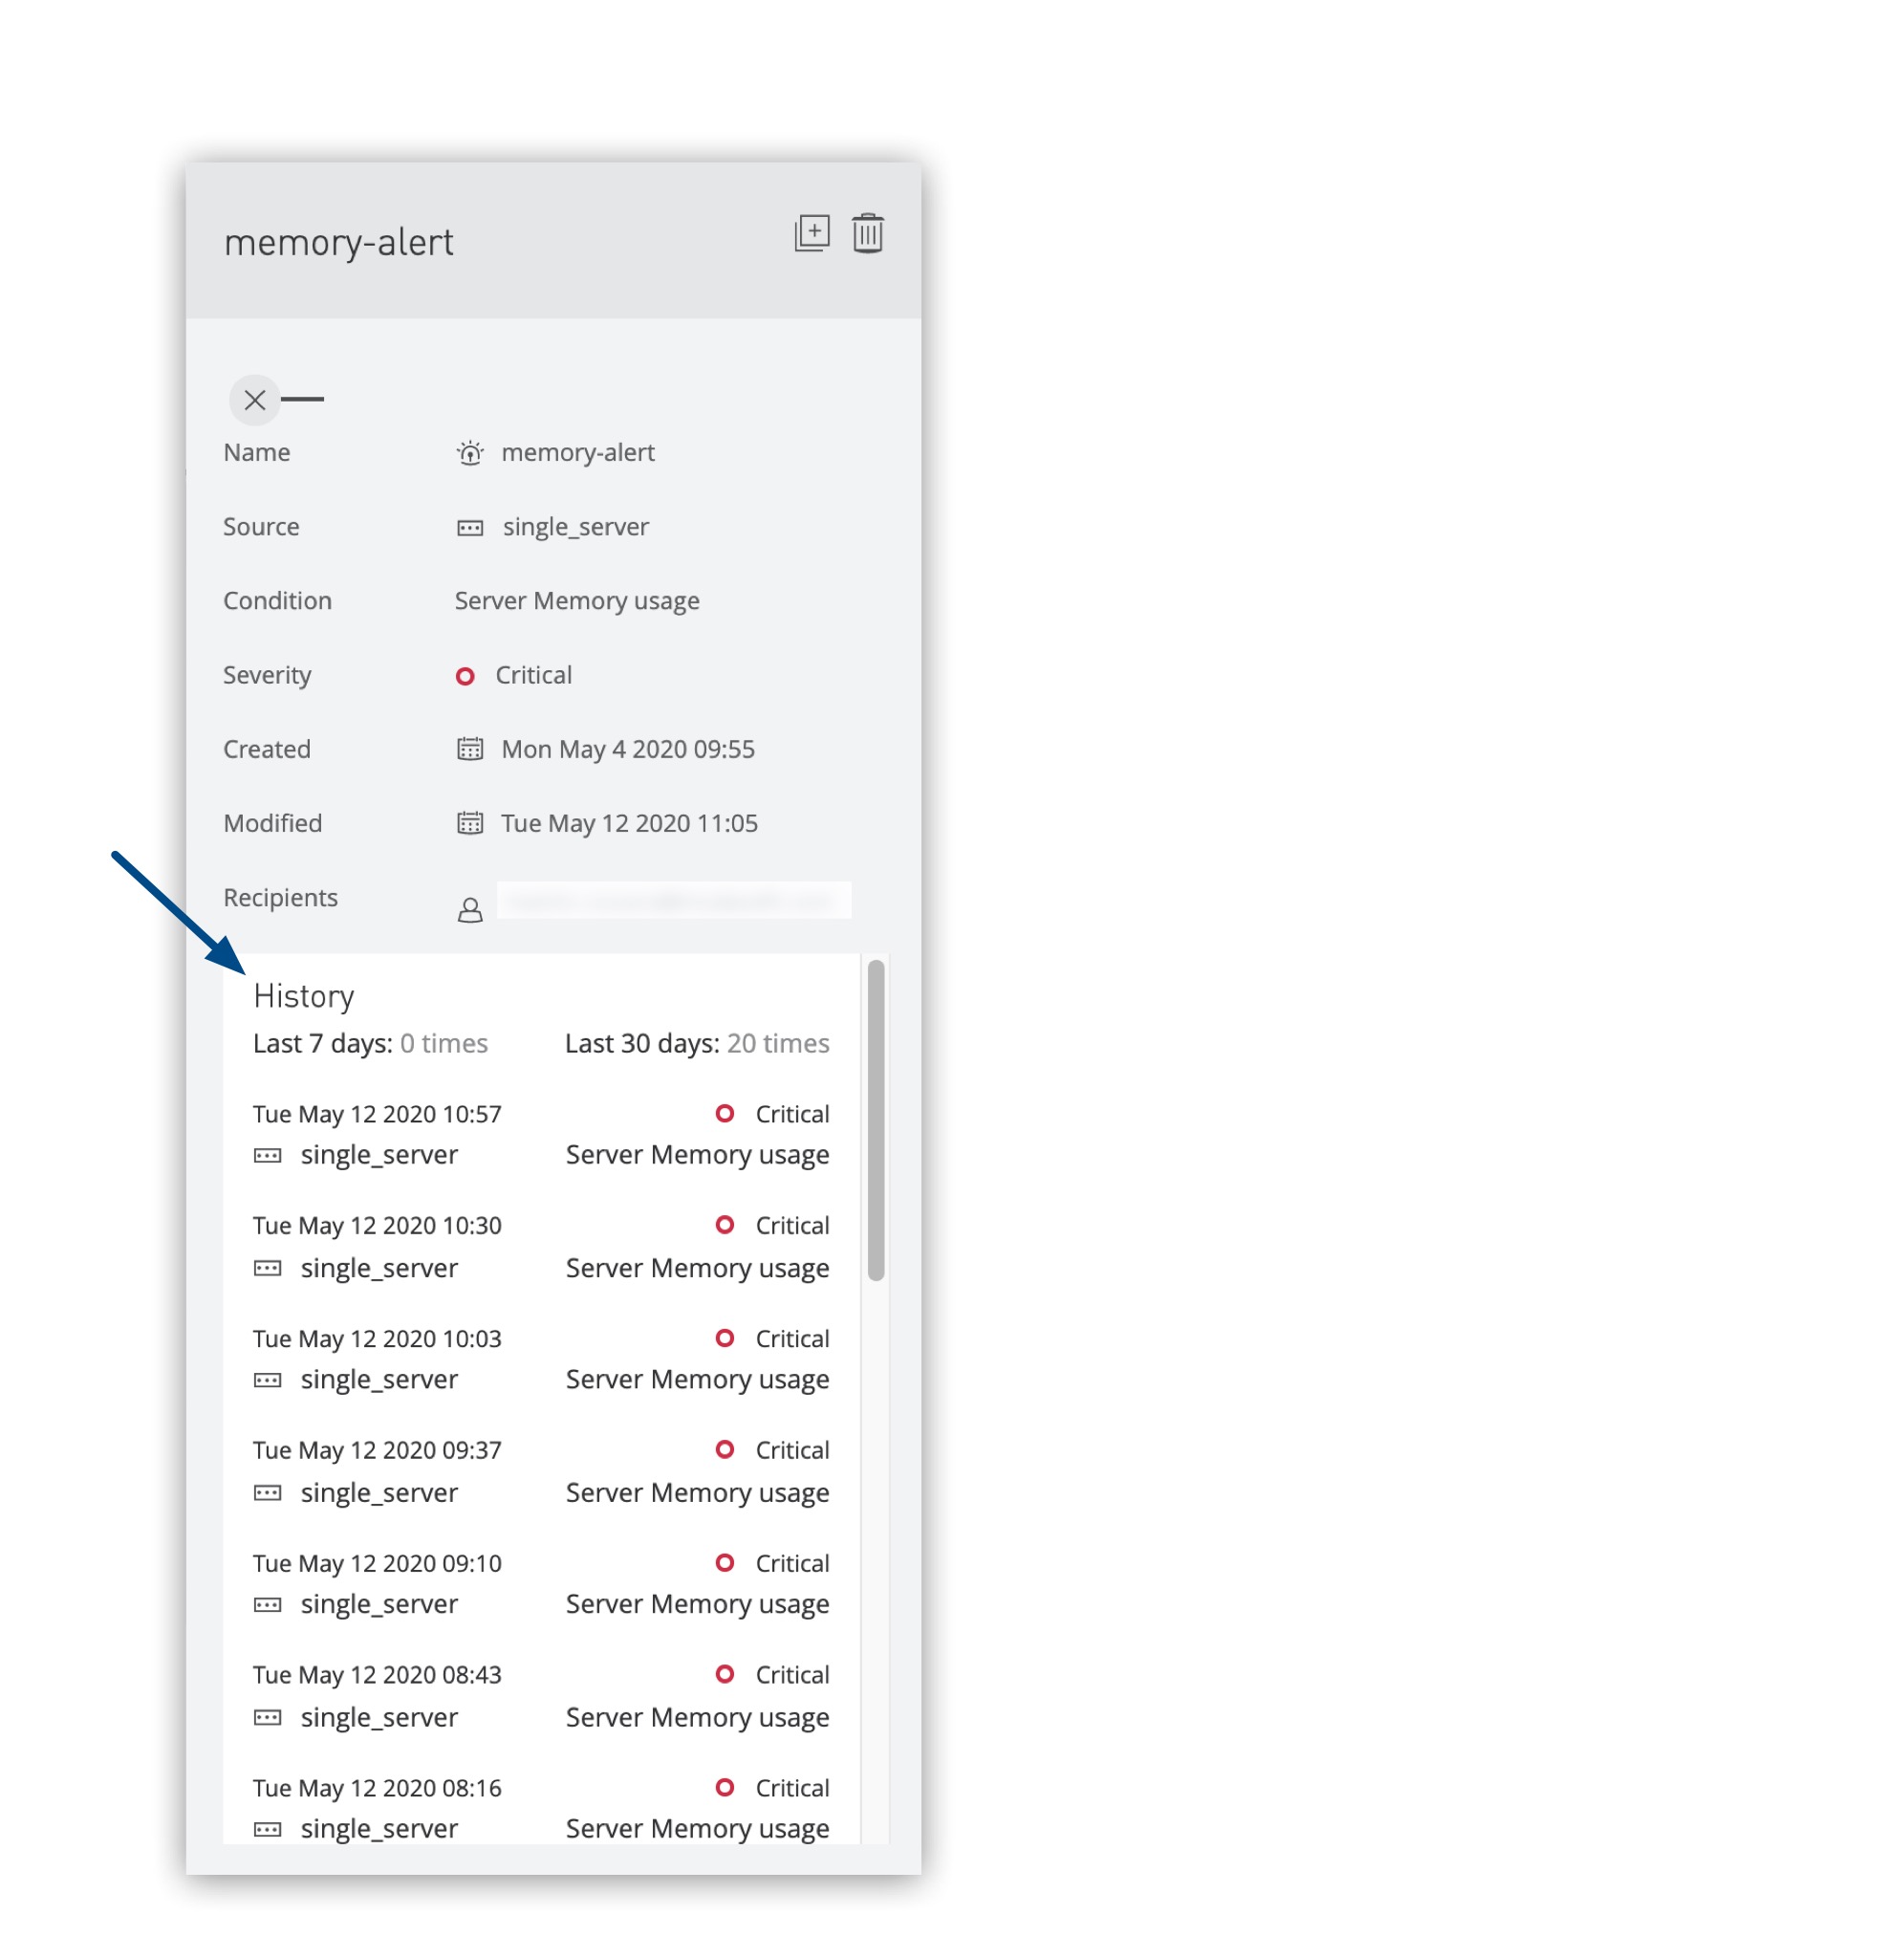 memory-alert
Name memory-alert
Source single_server
Condition Server Memory usage
Severity Critical
Created Mon May 4 2020 09:55
Modified Tue May 12 2020 11:05
Recipients
History
Last 7 days: 0 times Last 30 days: 20 times
Tue May 12 2020 10:57 Critical
single_server Server Memory usage
Tue May 12 2020 10:30 Critical
single_server Server Memory usage
Tue May 12 2020 10:03 Critical
single_server Server Memory usage
Tue May 12 2020 09:37 Critical
single_server Server Memory usage
Tue May 12 2020 09:10 Critical
single_server Server Memory usage
Tue May 12 2020 08:43 Critical
single_server Server Memory usage
Tue May 12 2020 08:16 Critical
single_server Server Memory usage